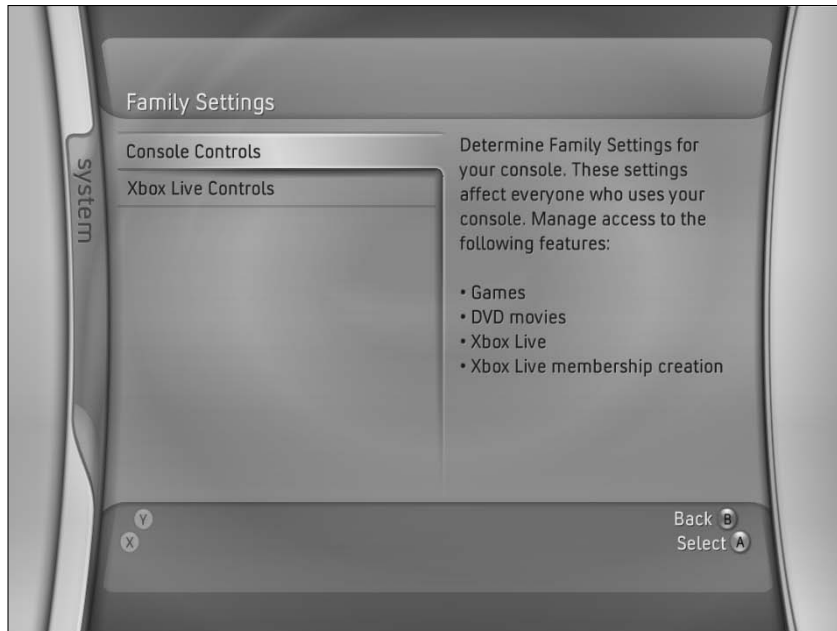 Family Settings
system
Console Controls
Xbox Live Controls
Determine Family Settings for
your console. These settings
affect everyone who uses your
console. Manage access to the
following features:
• Games
• DVD movies
• Xbox Live
• Xbox Live membership creation
Y
X
Back B
Select A